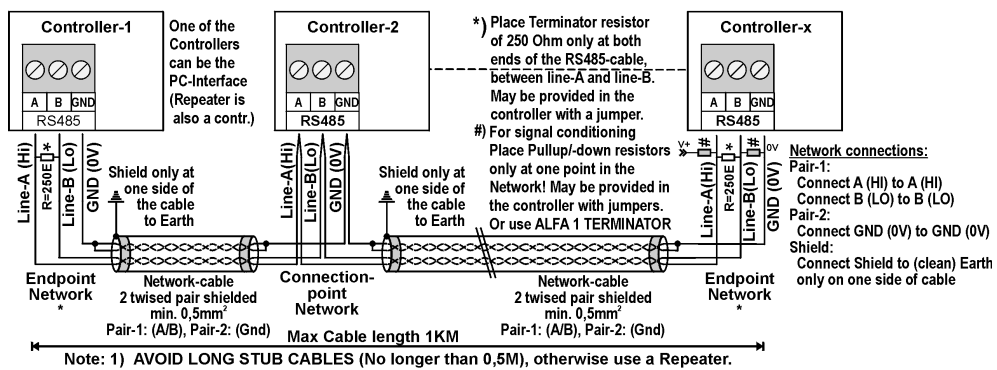 Controller-1
A B GND
RS485
One of the
Controllers
can be the
PC-Interface
(Repeater is
also a contr.)
Controller-2
A B GND
RS485
*) Place Terminator resistor
of 250 Ohm only at both
ends of the RS485-cable,
between line-A and line-B.
May be provided in the
controller with a jumper.
#) For signal conditioning
Place Pullup/-down resistors
only at one point in the
Network! May be provided in
the controller with jumpers.
Or use ALFA 1 TERMINATOR
Controller-x
A B GND
RS485
Line-A (Hi)
R=250E
*
Line-B (Lo)
GND (0V)
Shield only at
one side of
the cable
to Earth
Line-A(Hi)
Line-B(Lo)
GND (0V)
Shield only at
one side of
the cable
to Earth
V+
#
*
#
0V
Line-A(Hi)
R=250E
Line-B(Lo)
GND (0V)
Network connections:
Pair-1:
Connect A (HI) to A (HI)
Connect B (LO) to B (LO)
Pair-2:
Connect GND (0V) to GND (0V)
Shield:
Connect Shield to (clean) Earth
only on one side of cable
Endpoint
Network
*
Network-cable
2 twised pair shielded
min. 0,5mm²
Pair-1: (A/B), Pair-2: (Gnd)
Connection-
point
Network
Network-cable
2 twised pair shielded
min. 0,5mm²
Pair-1: (A/B), Pair-2: (Gnd)
Endpoint
Network
*
Max Cable length 1KM
Note: 1) AVOID LONG STUB CABLES (No longer than 0,5M), otherwise use a Repeater.